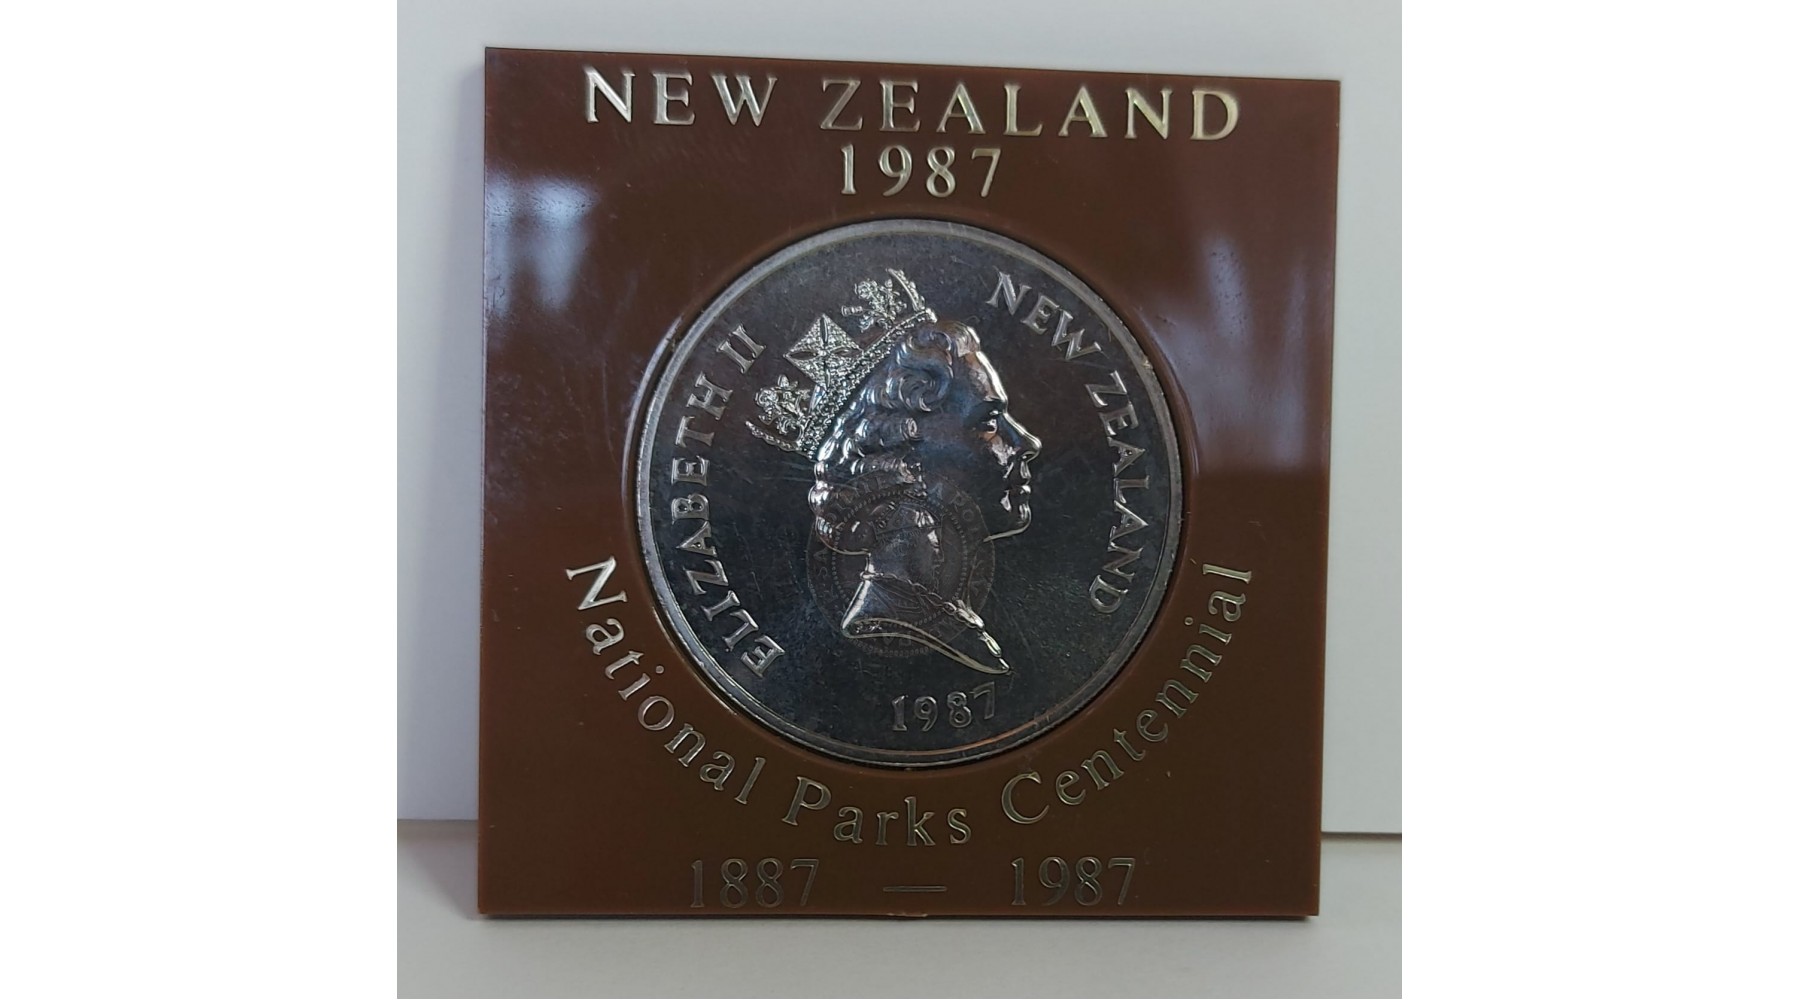 NEW ZEALAND
1987
ELIZABETH II
NEW ZEALAND
1987
National Parks Centennial
1887 — 1987